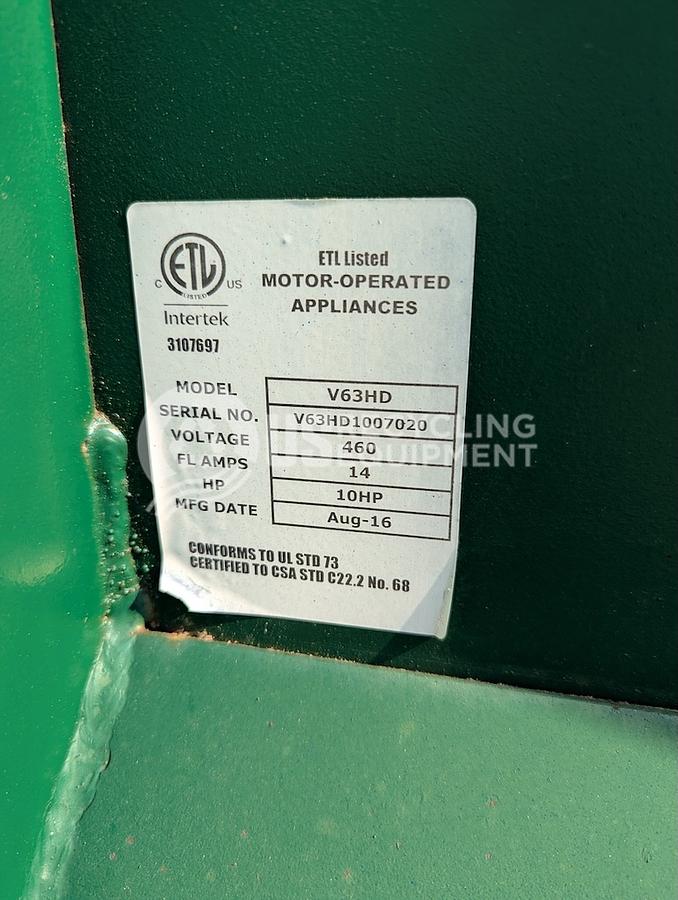 ETL
LISTED
C US
Intertek
3107697
ETL Listed
MOTOR-OPERATED
APPLIANCES
MODEL V63HD
SERIAL NO. V63HD1007020
VOLTAGE 460
FL AMPS 14
HP 10HP
MFG DATE Aug-16
CONFORMS TO UL STD 73
CERTIFIED TO CSA STD C22.2 No. 68
US RECYCLING
EQUIPMENT